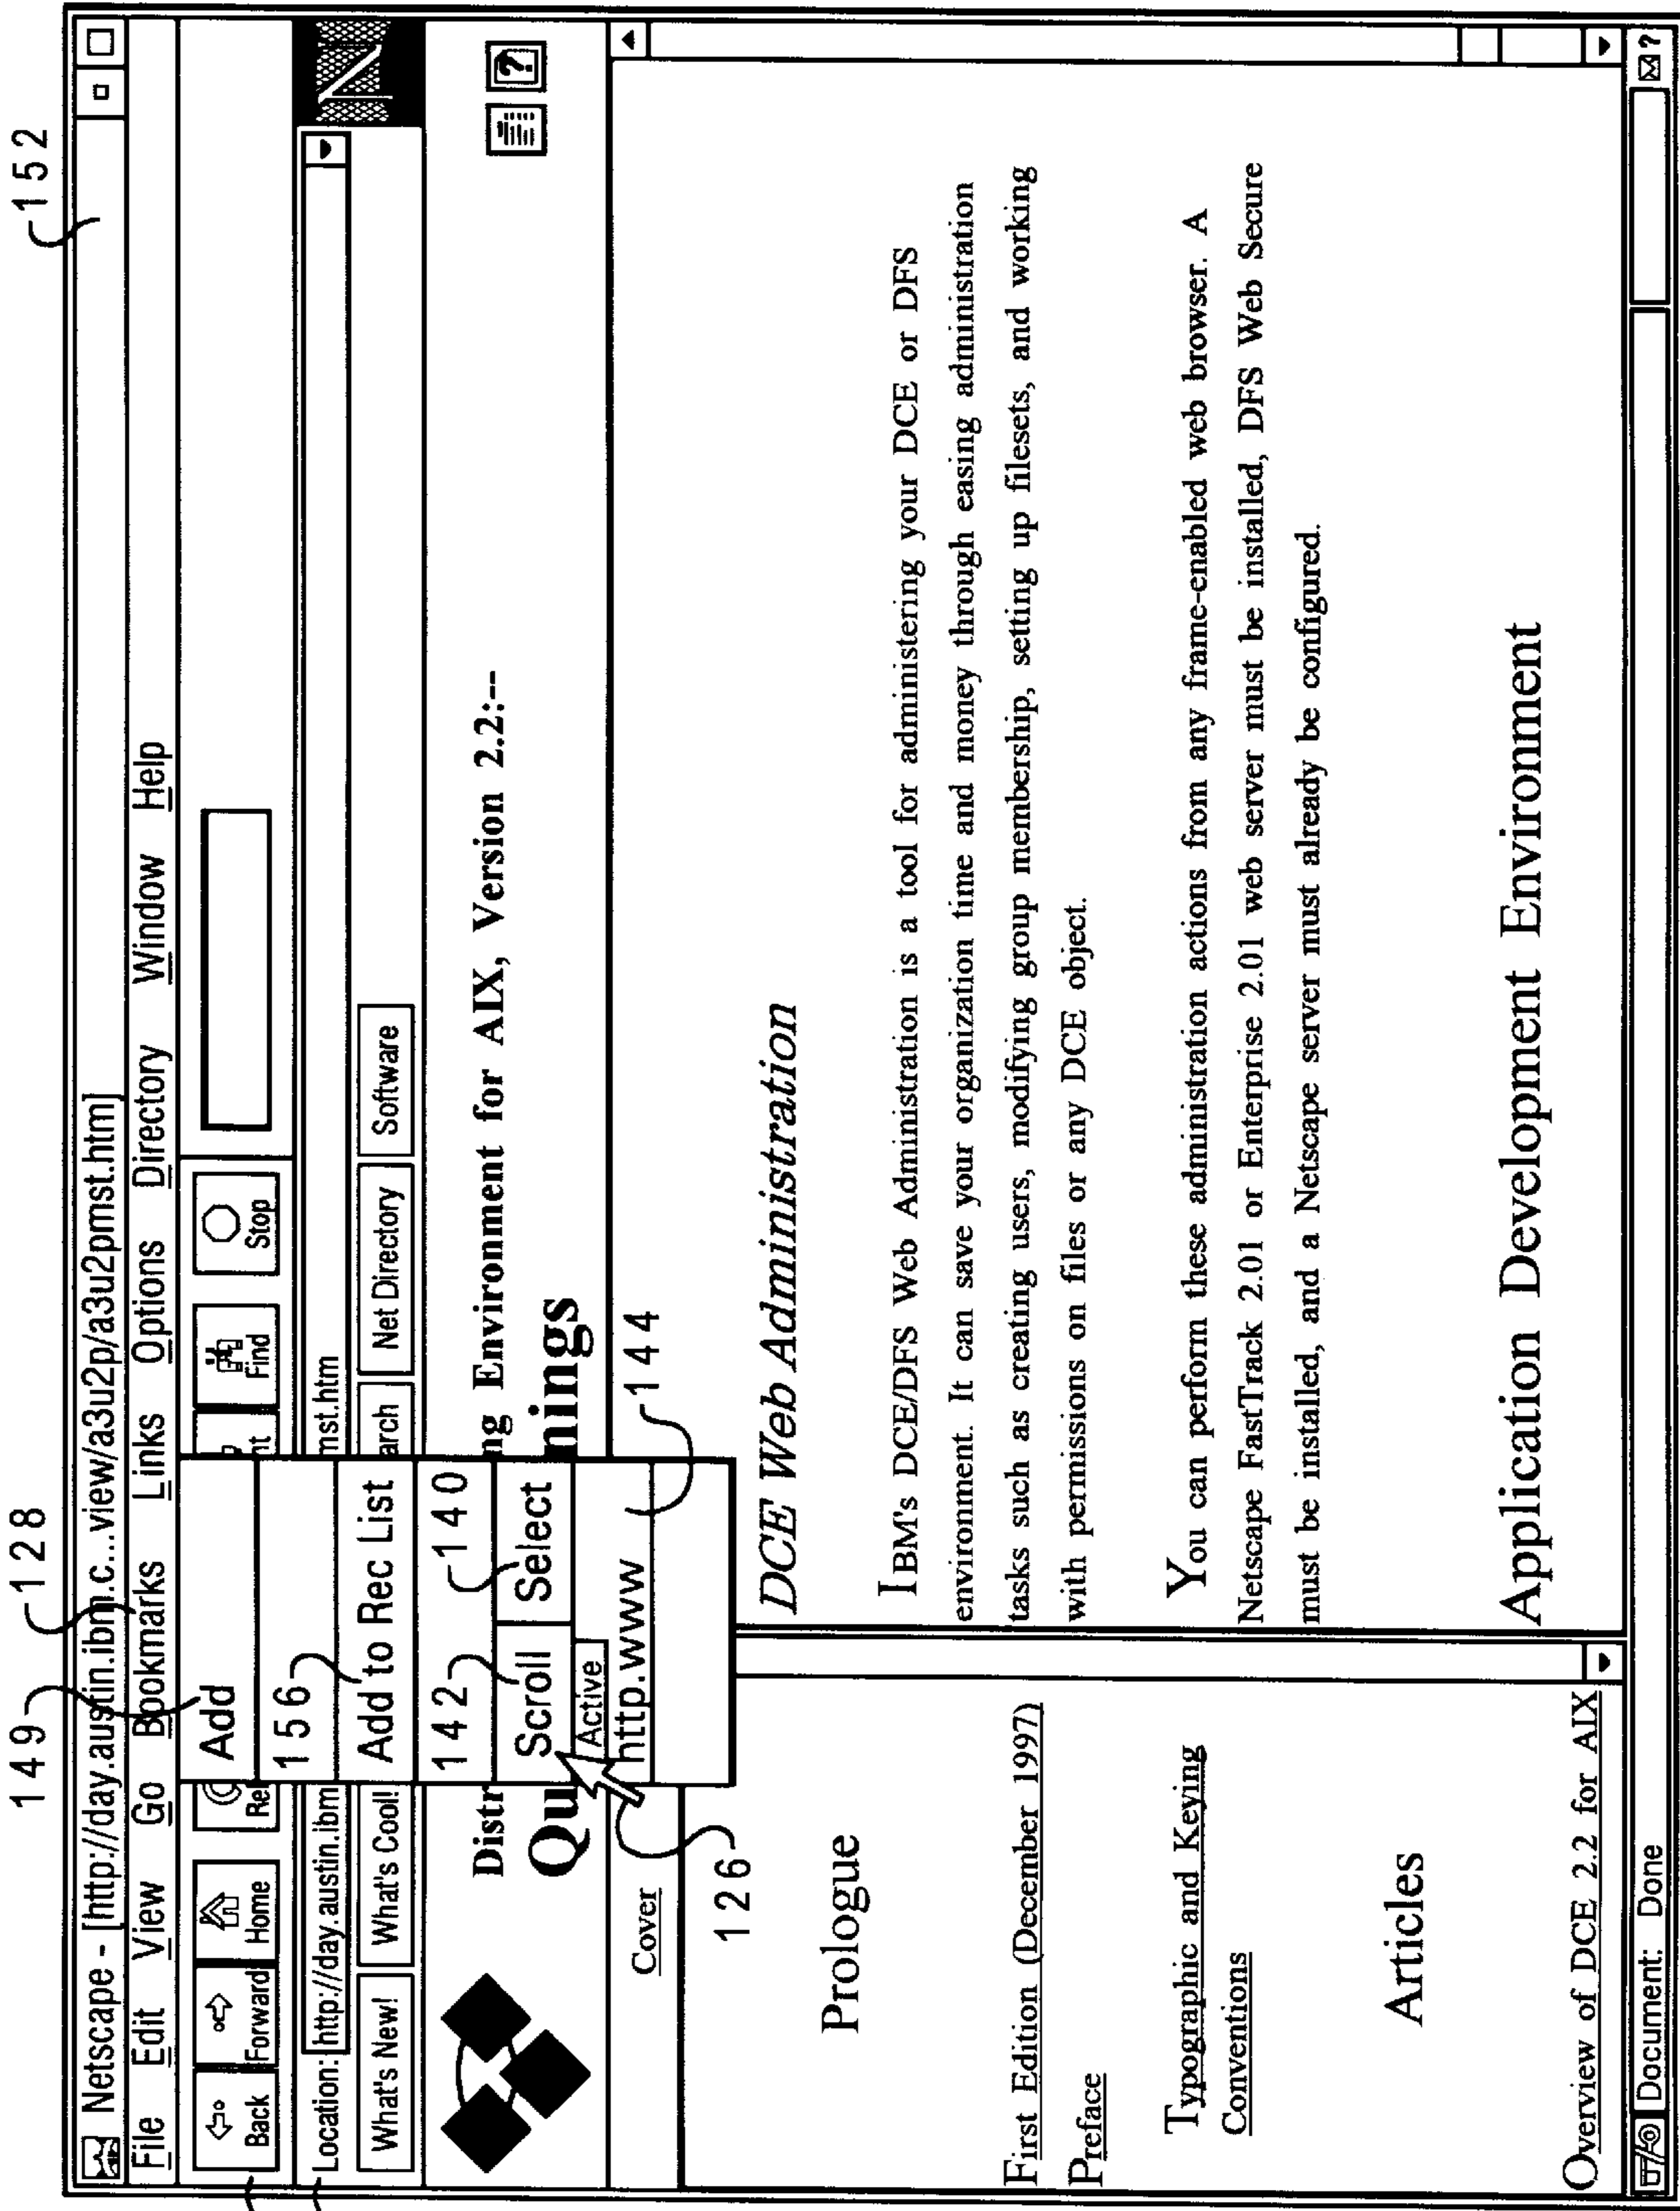 149
128
152
Netscape - [http://day.austin.ibm.c...view/a3u2p/a3u2pmst.htm]
File Edit View Go Bookmarks Links Options Directory Window Help
Back Forward Home Rel nt Find Stop
Location: http://day.austin.ibm mst.htm
N
What's New! What's Cool! arch Net Directory Software
Add
156
Add to Rec List
142 140
Scroll Select
Active
http.www
144
126
Distr ng Environment for AIX, Version 2.2:--
Qu nings
?
Cover
Prologue
First Edition (December 1997)
Preface
Typographic and Keying
Conventions
Articles
Overview of DCE 2.2 for AIX
DCE Web Administration
IBM's DCE/DFS Web Administration is a tool for administering your DCE or DFS
environment. It can save your organization time and money through easing administration
tasks such as creating users, modifying group membership, setting up filesets, and working
with permissions on files or any DCE object.
You can perform these administration actions from any frame-enabled web browser. A
Netscape FastTrack 2.01 or Enterprise 2.01 web server must be installed, DFS Web Secure
must be installed, and a Netscape server must already be configured.
Application Development Environment
Document: Done
?